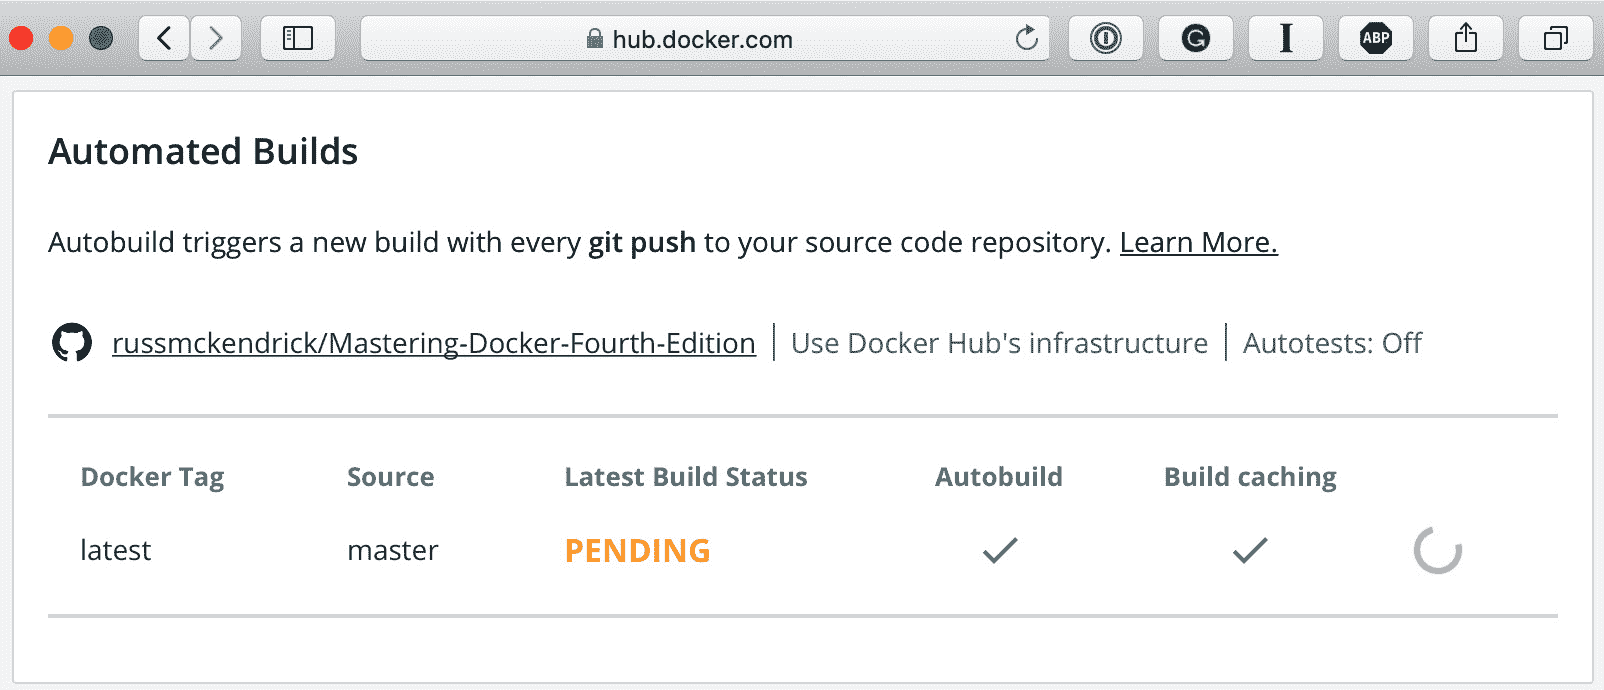 hub.docker.com
ABP
Automated Builds
Autobuild triggers a new build with every git push to your source code repository. Learn More.
russmckendrick/Mastering-Docker-Fourth-Edition Use Docker Hub's infrastructure Autotests: Off
Docker Tag Source Latest Build Status Autobuild Build caching
latest master PENDING